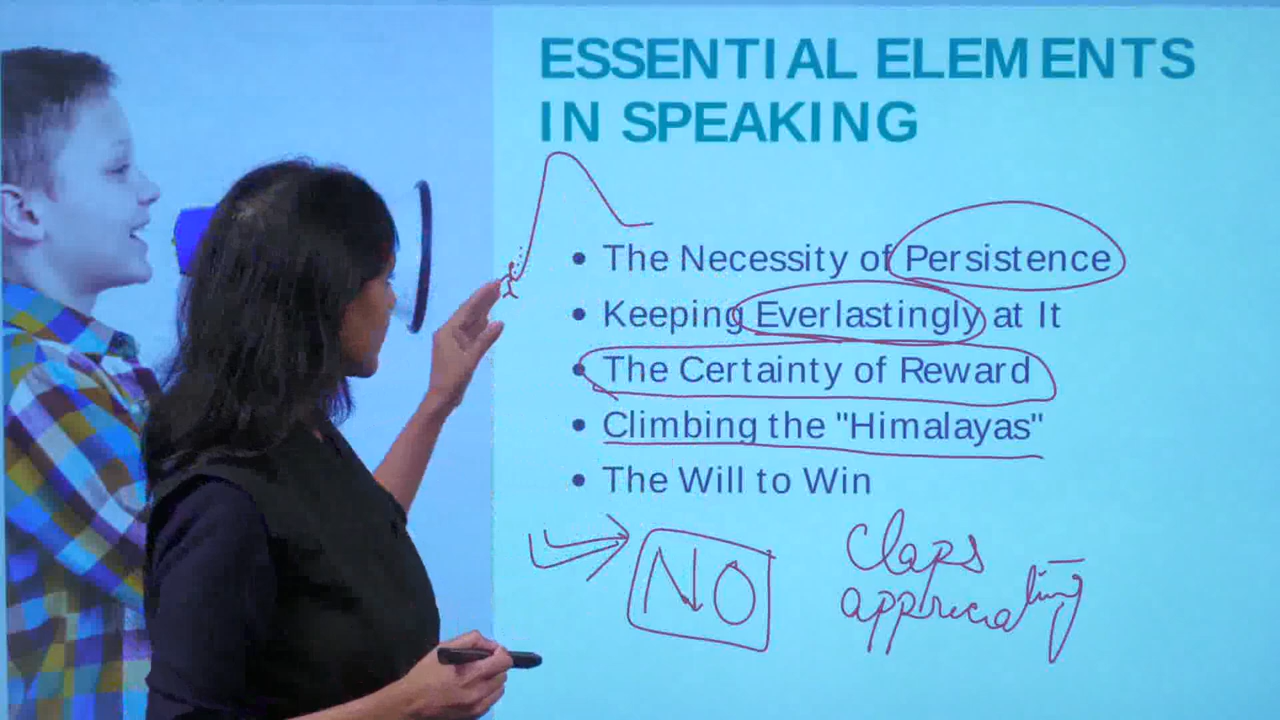 ESSENTIAL ELEMENTS
IN SPEAKING
• The Necessity of Persistence
• Keeping Everlastingly at It
• The Certainty of Reward
• Climbing the "Himalayas"
• The Will to Win
NO
Claps
appriciating